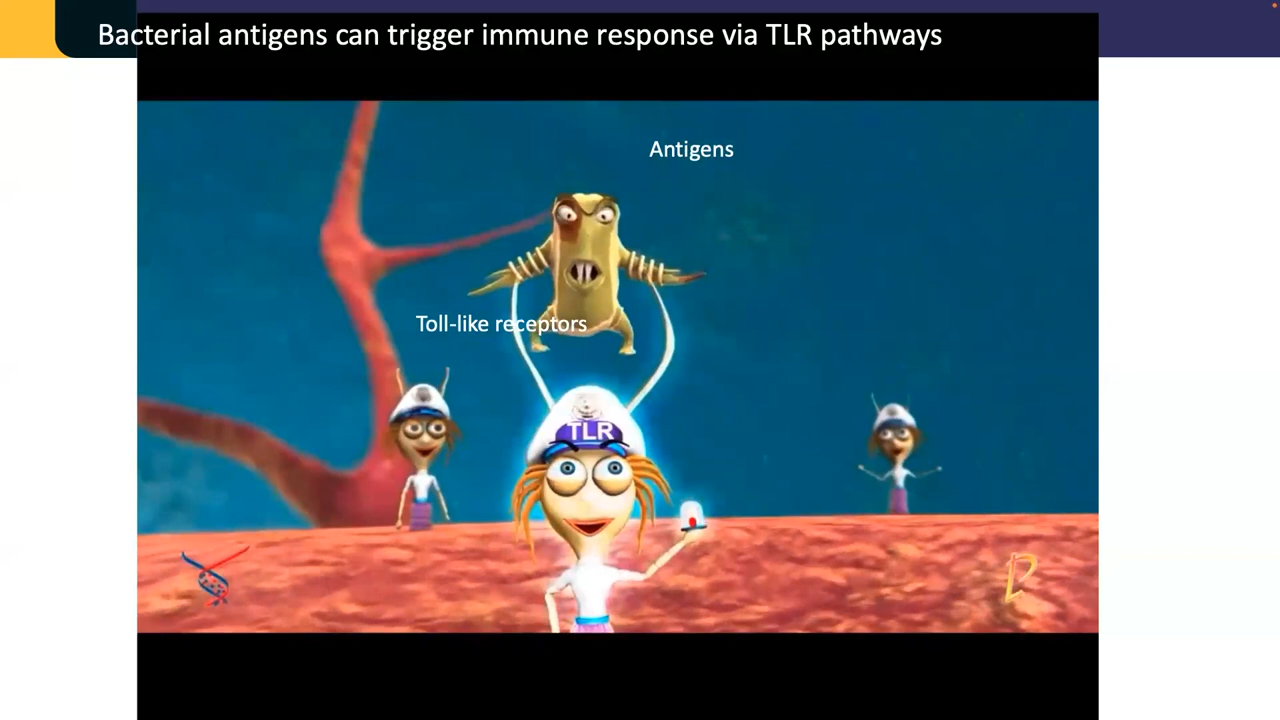 Bacterial antigens can trigger immune response via TLR pathways
Antigens
Toll-like receptors
TLR